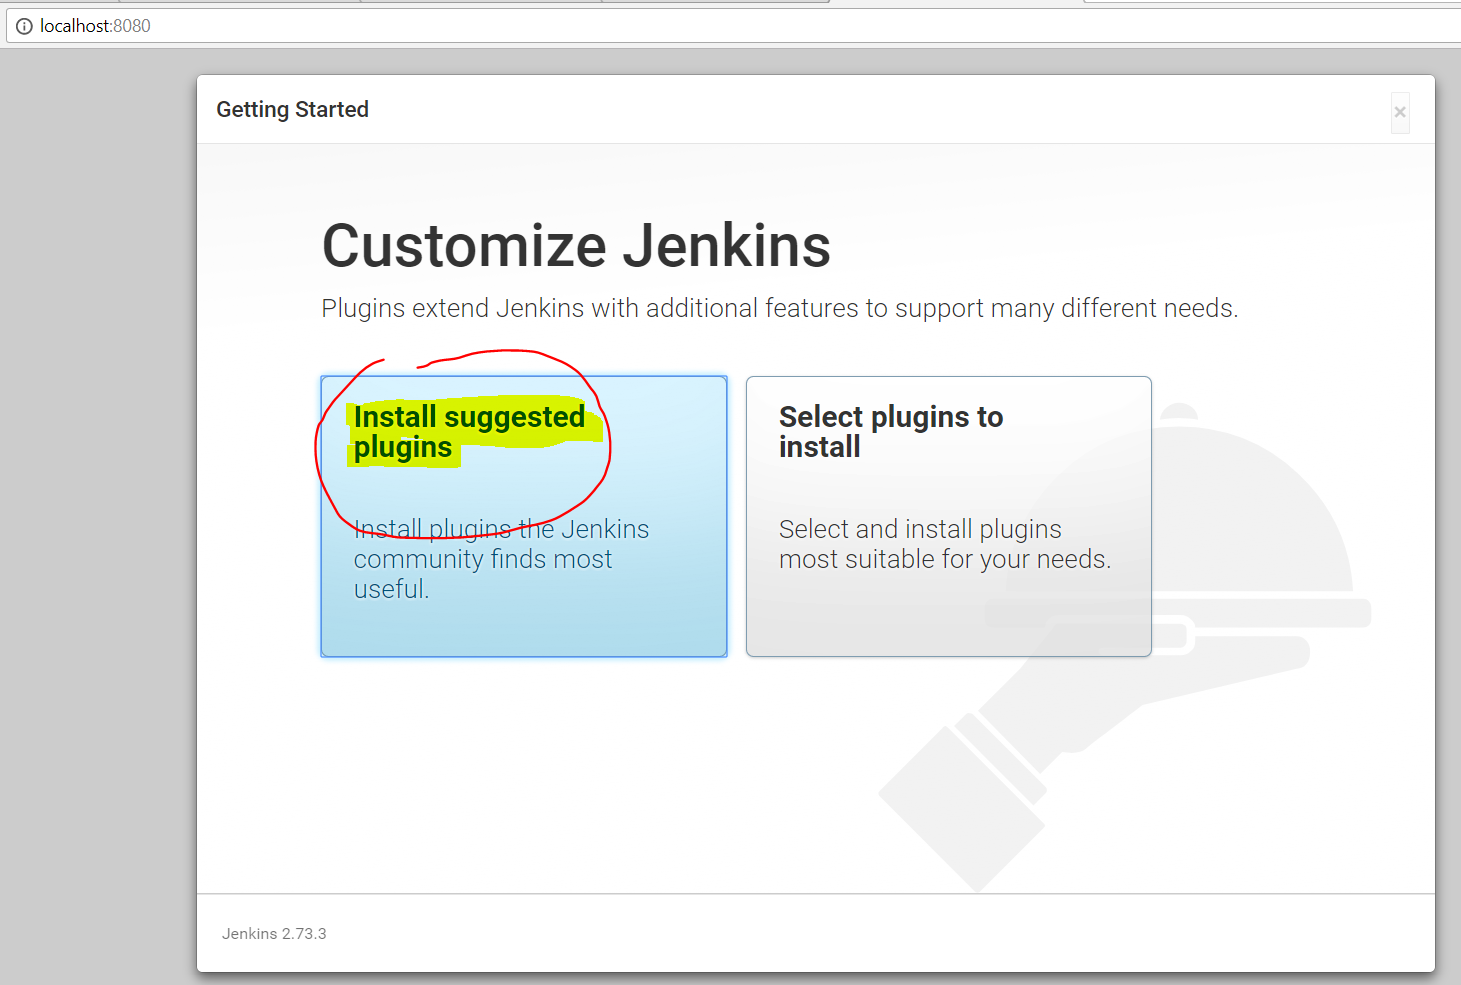 localhost:8080
Getting Started
×
Customize Jenkins
Plugins extend Jenkins with additional features to support many different needs.
Install suggested
plugins
Install plugins the Jenkins
community finds most
useful.
Select plugins to
install
Select and install plugins
most suitable for your needs.
Jenkins 2.73.3